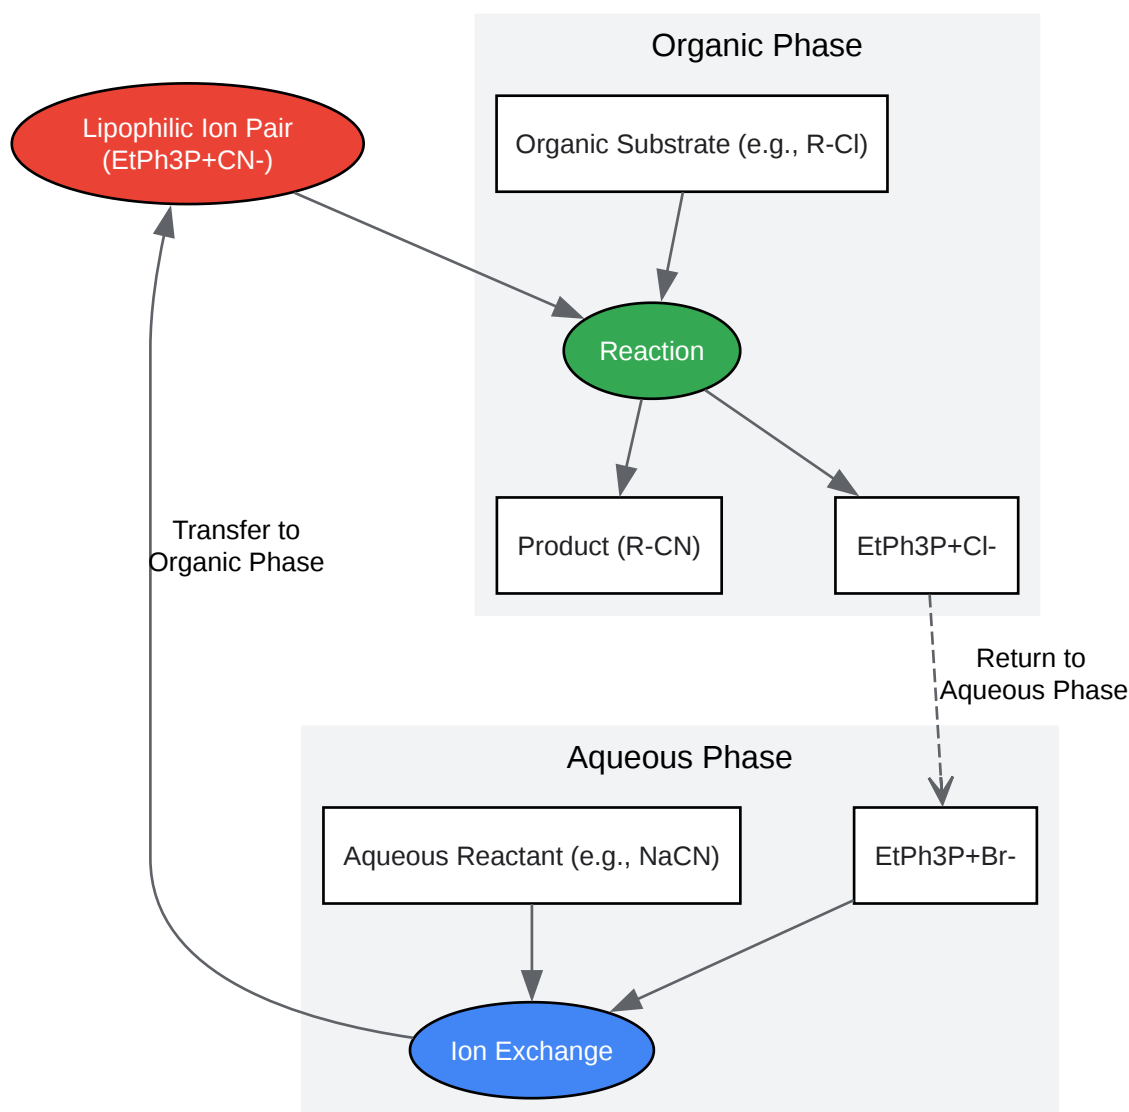 Organic Phase
Lipophilic Ion Pair
(EtPh3P+CN-)
Organic Substrate (e.g., R-Cl)
Reaction
Transfer to
Organic Phase
Product (R-CN)
EtPh3P+Cl-
Return to
Aqueous Phase
Aqueous Phase
Aqueous Reactant (e.g., NaCN)
EtPh3P+Br-
Ion Exchange